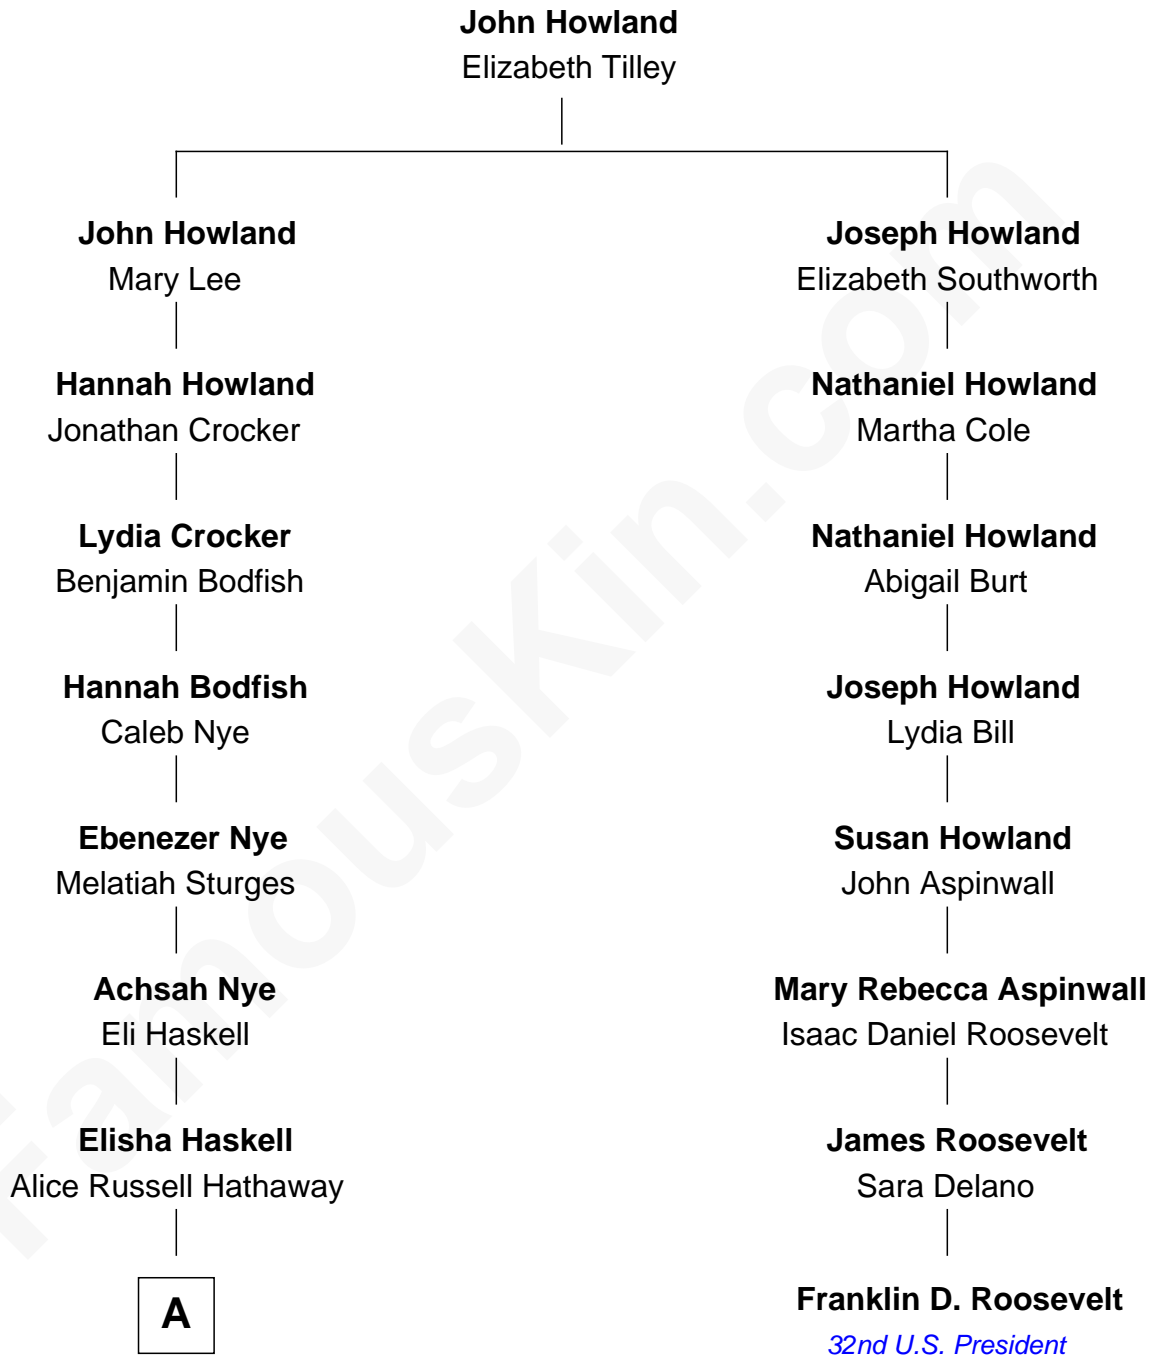 John Howland
Elizabeth Tilley
John Howland
Mary Lee
Joseph Howland
Elizabeth Southworth
Hannah Howland
Jonathan Crocker
Nathaniel Howland
Martha Cole
Lydia Crocker
Benjamin Bodfish
Nathaniel Howland
Abigail Burt
Hannah Bodfish
Caleb Nye
Joseph Howland
Lydia Bill
Ebenezer Nye
Melatiah Sturges
Susan Howland
John Aspinwall
Achsah Nye
Eli Haskell
Mary Rebecca Aspinwall
Isaac Daniel Roosevelt
Elisha Haskell
Alice Russell Hathaway
James Roosevelt
Sara Delano
A
Franklin D. Roosevelt
32nd U.S. President
FamousKin.com